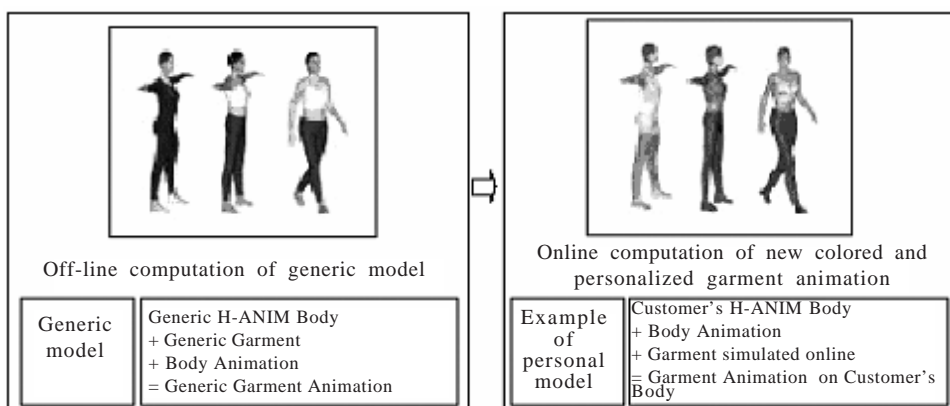 Off-line computation of generic model
Generic
model
Generic H-ANIM Body
+ Generic Garment
+ Body Animation
= Generic Garment Animation
Online computation of new colored and
personalized garment animation
Example
of
personal
model
Customer's H-ANIM Body
+ Body Animation
+ Garment simulated online
= Garment Animation on Customer's
Body